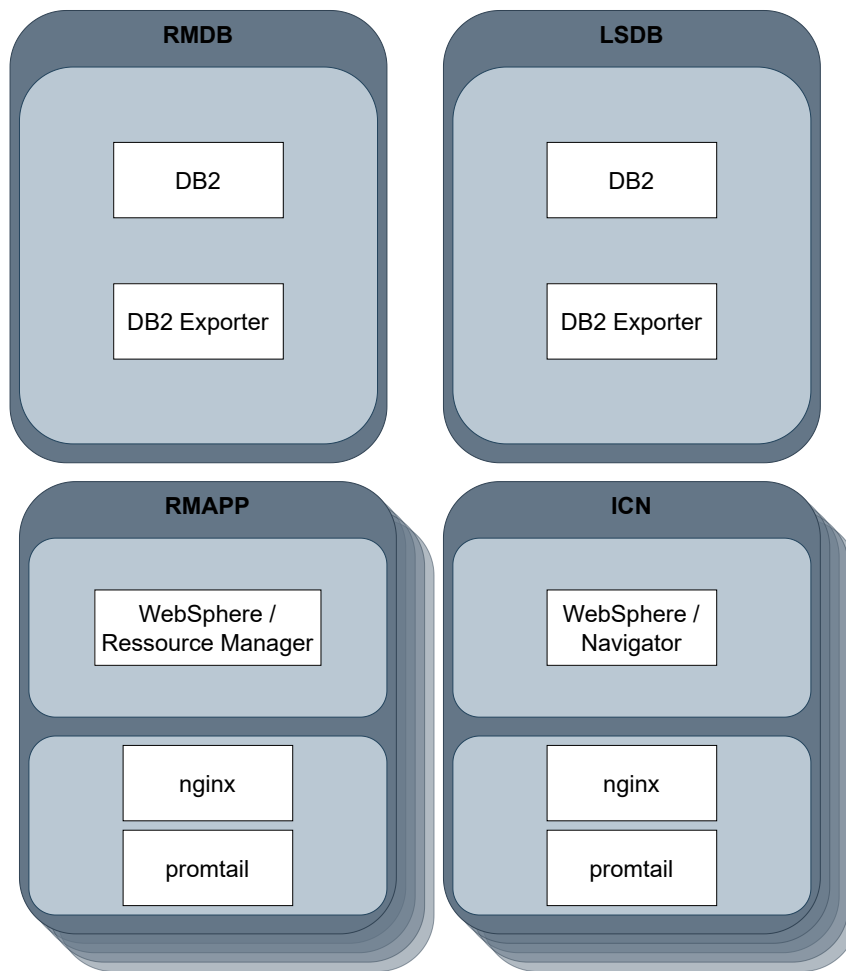 RMDB
DB2
DB2 Exporter
LSDB
DB2
DB2 Exporter
RMAPP
WebSphere /
Ressource Manager
nginx
promtail
ICN
WebSphere /
Navigator
nginx
promtail